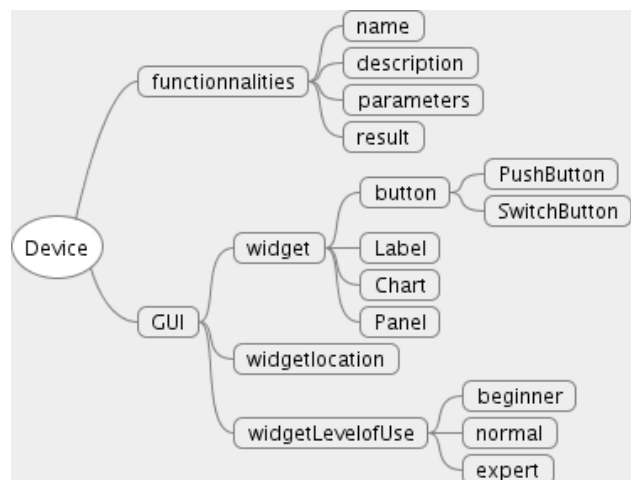 name
description
functionnalities
parameters
result
PushButton
button
SwitchButton
Device
widget
Label
Chart
GUI
Panel
widgetlocation
beginner
widgetLevelofUse
normal
expert